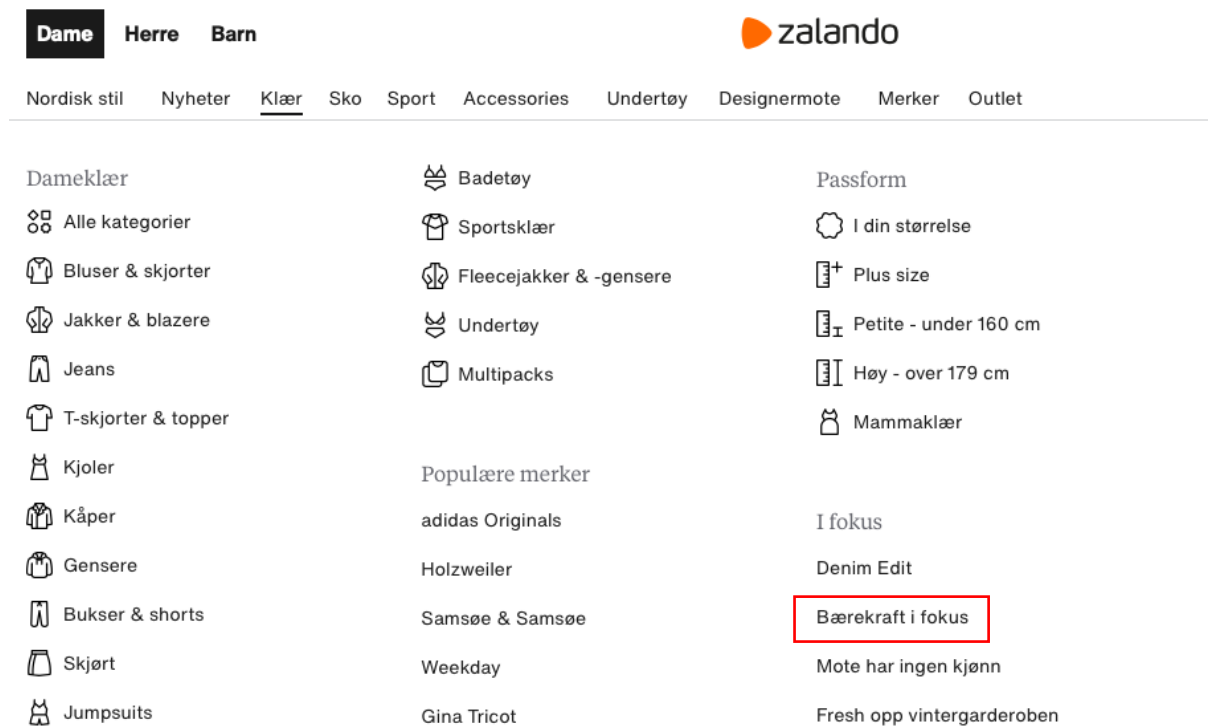 Dame Herre Barn
zalando
Nordisk stil Nyheter Klær Sko Sport Accessories Undertøy Designermote Merker Outlet
Dameklær
Alle kategorier
Bluser & skjorter
Jakker & blazere
Jeans
T-skjorter & topper
Kjoler
Kåper
Gensere
Bukser & shorts
Skjørt
Jumpsuits
Badetøy
Sportsklær
Fleecejakker & -gensere
Undertøy
Multipacks
Populære merker
adidas Originals
Holzweiler
Samsøe & Samsøe
Weekday
Gina Tricot
Passform
I din størrelse
Plus size
Petite - under 160 cm
Høy - over 179 cm
Mammaklær
I fokus
Denim Edit
Bærekraft i fokus
Mote har ingen kjønn
Fresh opp vintergarderoben